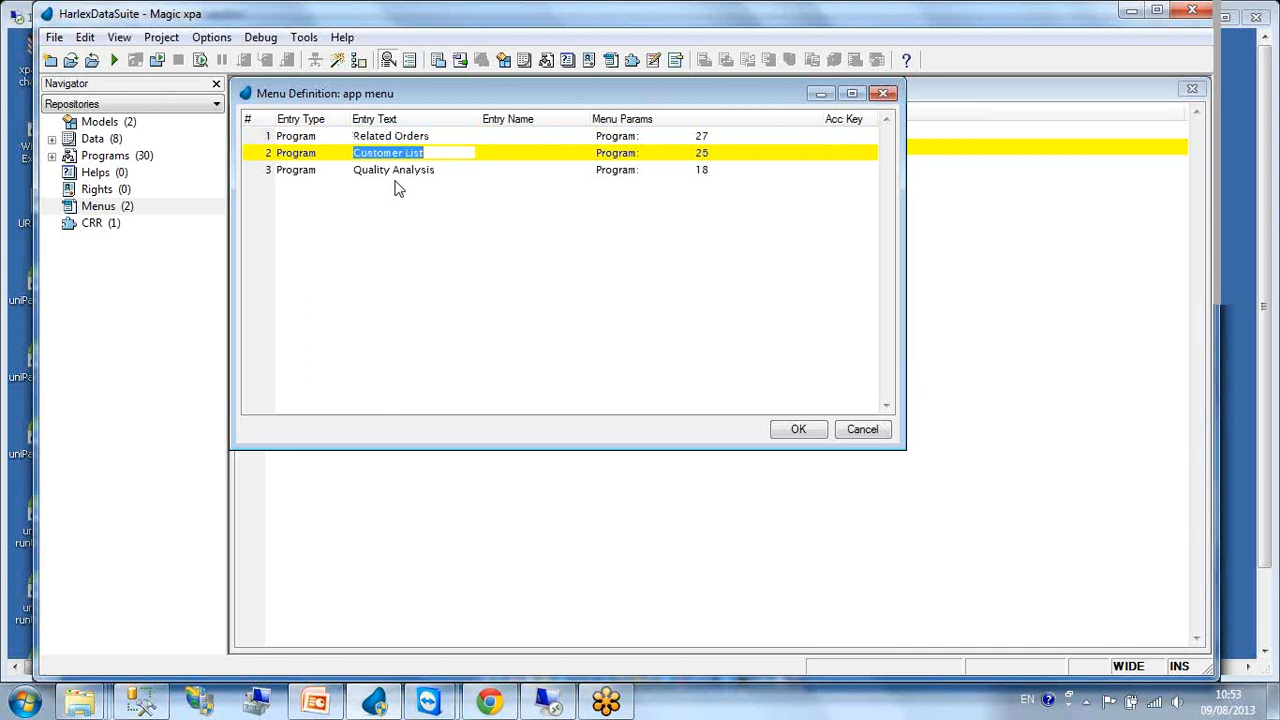 HarlexDataSuite - Magic xpa
File Edit View Project Options Debug Tools Help
Navigator
Repositories
Models (2)
Data (8)
Programs (30)
Helps (0)
Rights (0)
Menus (2)
CRR (1)
Menu Definition: app menu
# Entry Type Entry Text Entry Name Menu Params Acc Key
1 Program Related Orders Program: 27
2 Program Customer List Program: 25
3 Program Quality Analysis Program: 18
OK Cancel
WIDE INS
EN
10:53
09/08/2013